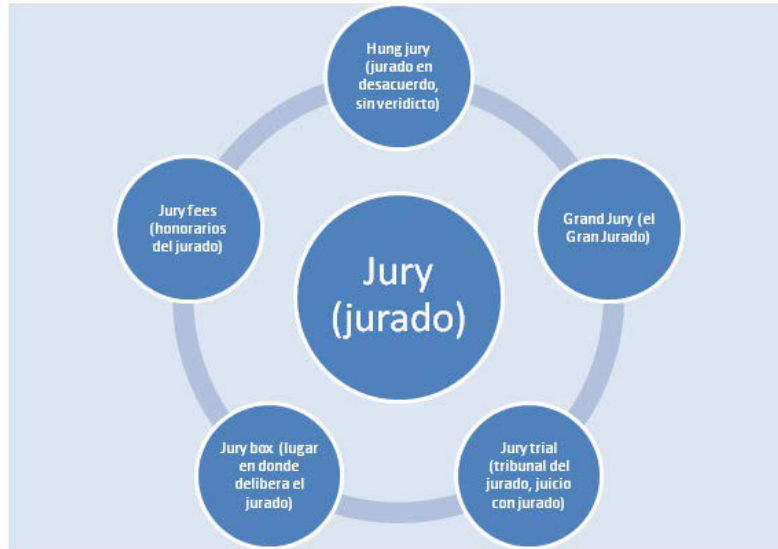 Hung jury
(jurado en
desacuerdo,
sin veridicto)
Jury fees
(honorarios
del jurado)
Grand Jury (el
Gran Jurado)
Jury
(jurado)
Jury box (lugar
en donde
delibera el
jurado)
Jury trial
(tribunal del
jurado, juicio
con jurado)